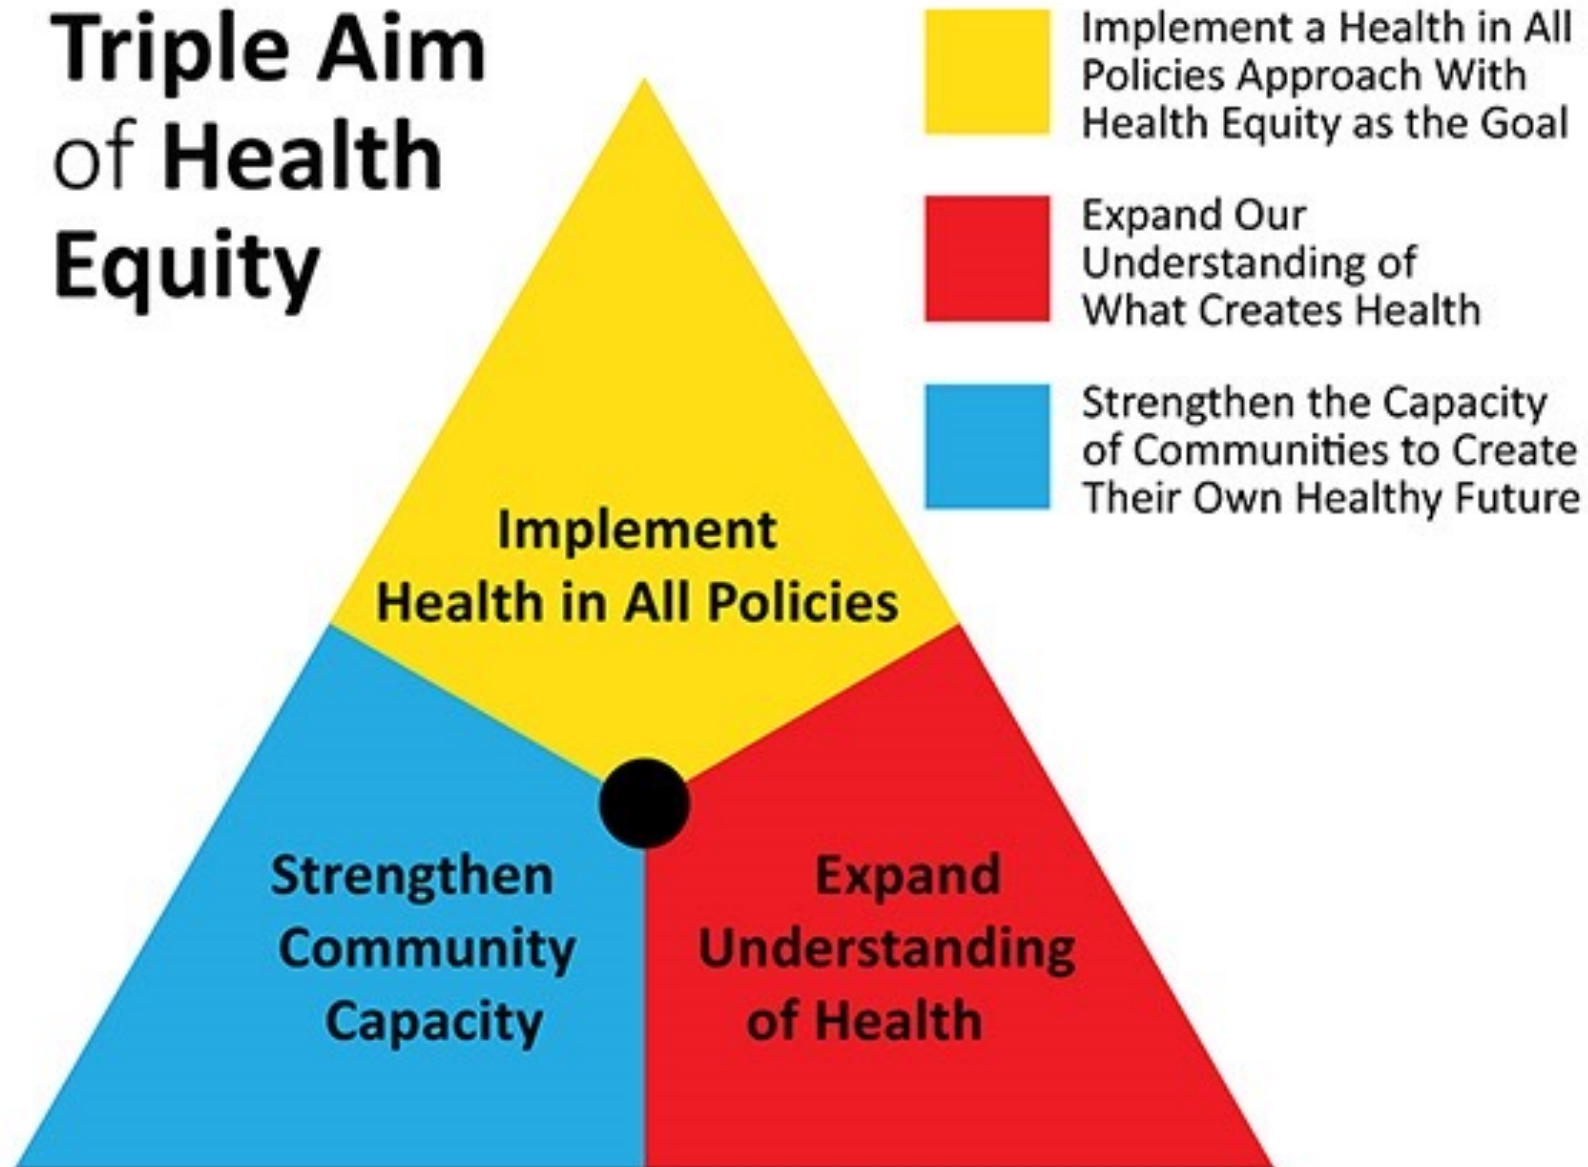 Triple Aim
of Health
Equity
Implement a Health in All
Policies Approach With
Health Equity as the Goal
Expand Our
Understanding of
What Creates Health
Strengthen the Capacity
of Communities to Create
Their Own Healthy Future
Implement
Health in All Policies
Strengthen
Community
Capacity
Expand
Understanding
of Health